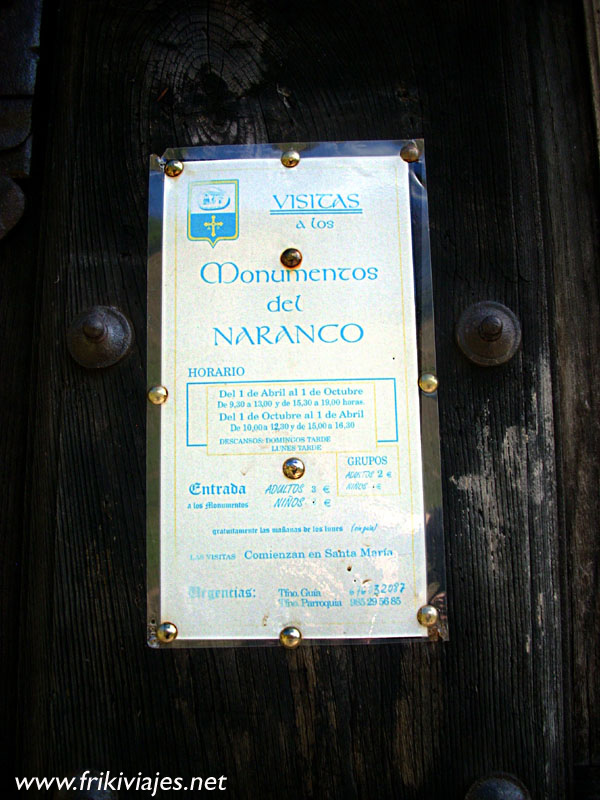 VISITAS
a los
Monumentos
del
NARANCO
HORARIO
Del 1 de Abril al 1 de Octubre
De 9,30 a 13,00 y de 15,30 a 19,00 horas.
Del 1 de Octubre al 1 de Abril
De 10,00 a 12,30 y de 15,00 a 16,30
DESCANSOS: DOMINGOS TARDE
LUNES TARDE
GRUPOS
ADULTOS 2 €
NIÑOS €
Entrada
a los Monumentos
ADULTOS 3 €
NIÑOS €
gratuitamente las mañanas de los lunes
LAS VISITAS Comienzan en Santa María
Urgencias:
Tfno. Guía 32087
Tfno. Parroquia 985 29 56 85
www.frikiviajes.net